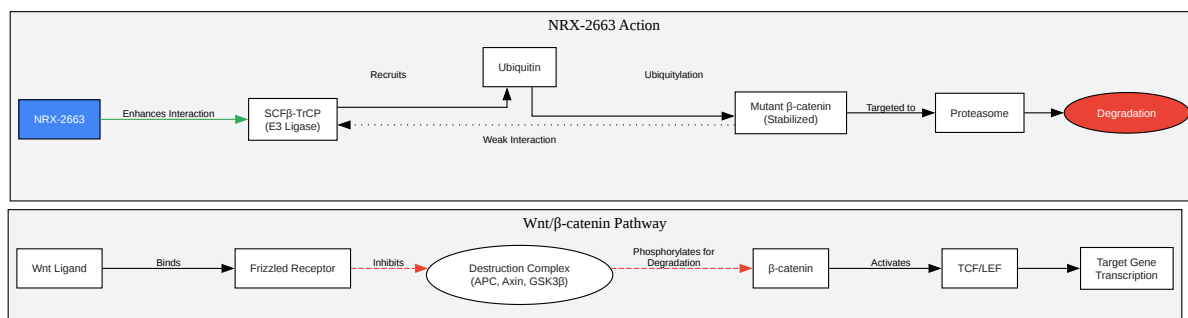 NRX-2663 Action
Ubiquitin
Recruits
Ubiquitylation
NRX-2663
Enhances Interaction
SCFβ-TrCP
(E3 Ligase)
Mutant β-catenin
(Stabilized)
Targeted to
Proteasome
Degradation
Weak Interaction
Wnt/β-catenin Pathway
Wnt Ligand
Binds
Frizzled Receptor
Inhibits
Destruction Complex
(APC, Axin, GSK3β)
Phosphorylates for
Degradation
β-catenin
Activates
TCF/LEF
Target Gene
Transcription